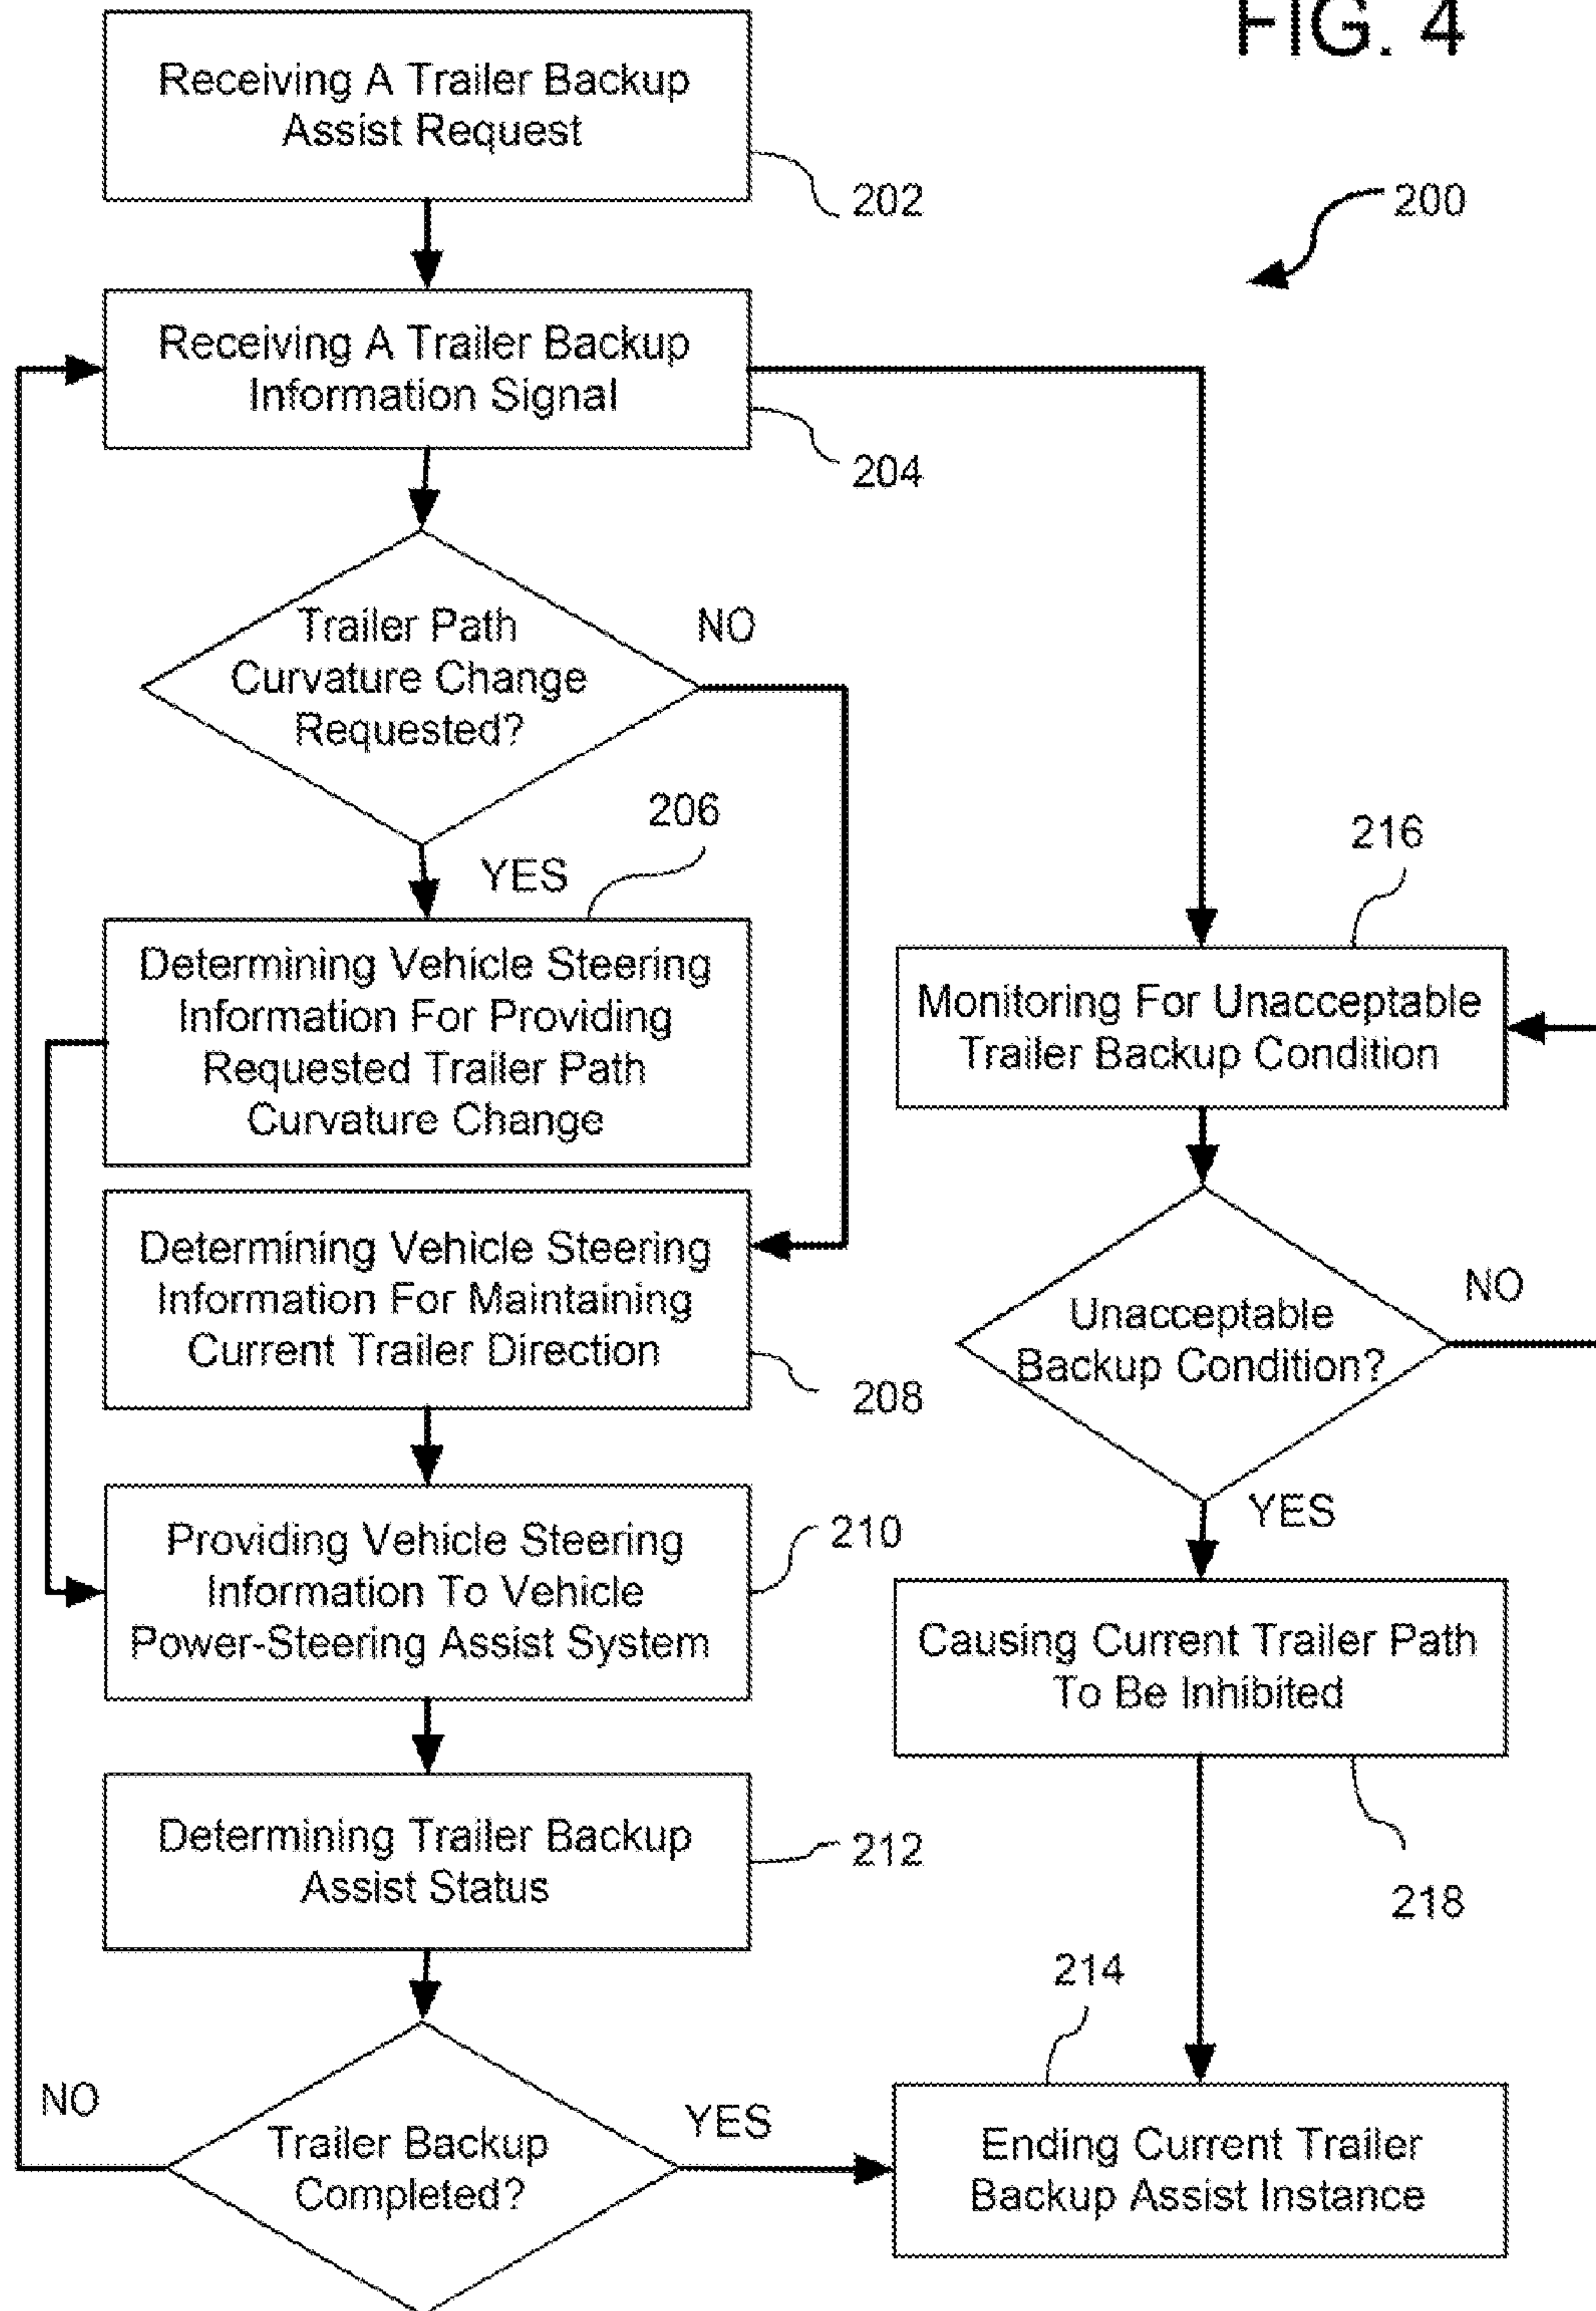 FIG. 4
Receiving A Trailer Backup
Assist Request
202
200
Receiving A Trailer Backup
Information Signal
204
Trailer Path
Curvature Change
Requested?
NO
YES
206
Determining Vehicle Steering
Information For Providing
Requested Trailer Path
Curvature Change
Determining Vehicle Steering
Information For Maintaining
Current Trailer Direction
208
Providing Vehicle Steering
Information To Vehicle
Power-Steering Assist System
210
Determining Trailer Backup
Assist Status
212
Trailer Backup
Completed?
NO
YES
216
Monitoring For Unacceptable
Trailer Backup Condition
Unacceptable
Backup Condition?
NO
YES
Causing Current Trailer Path
To Be Inhibited
218
214
Ending Current Trailer
Backup Assist Instance